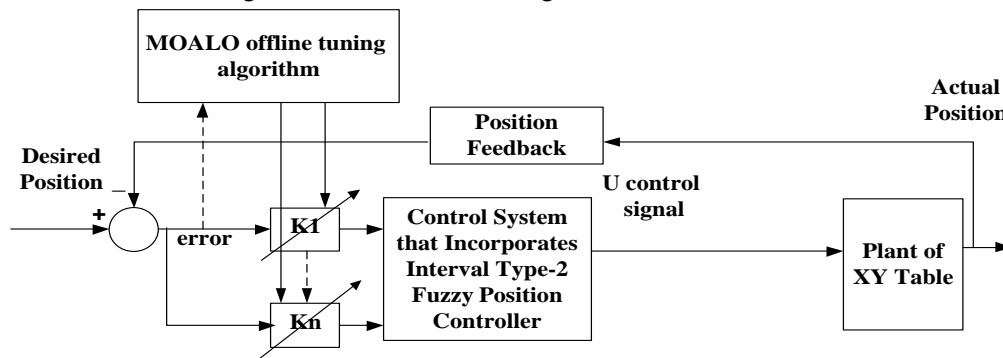 MOALO offline tuning
algorithm
Actual
Position
Position
Feedback
Desired
Position
_
+
error
K1
Kn
U control
signal
Control System
that Incorporates
Interval Type-2
Fuzzy Position
Controller
Plant of
XY Table